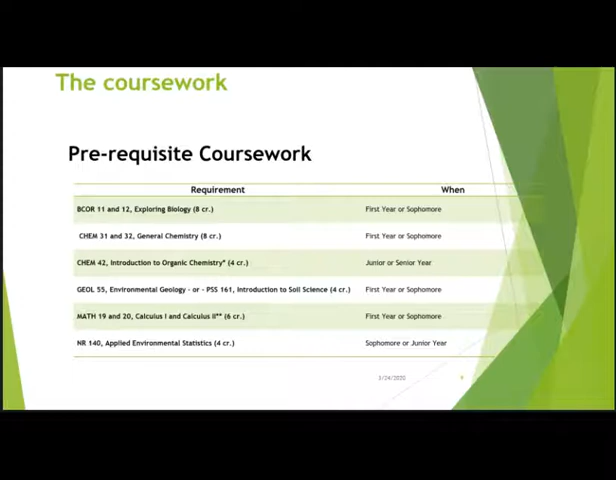 The coursework
Pre-requisite Coursework
Requirement When
BCOR 11 and 12, Exploring Biology (8 cr.) First Year or Sophomore
CHEM 31 and 32, General Chemistry (8 cr.) First Year or Sophomore
CHEM 42, Introduction to Organic Chemistry* (4 cr.) Junior or Senior Year
GEOL 55, Environmental Geology - or - PSS 161, Introduction to Soil Science (4 cr.) First Year or Sophomore
MATH 19 and 20, Calculus I and Calculus II** (6 cr.) First Year or Sophomore
NR 140, Applied Environmental Statistics (4 cr.) Sophomore or Junior Year